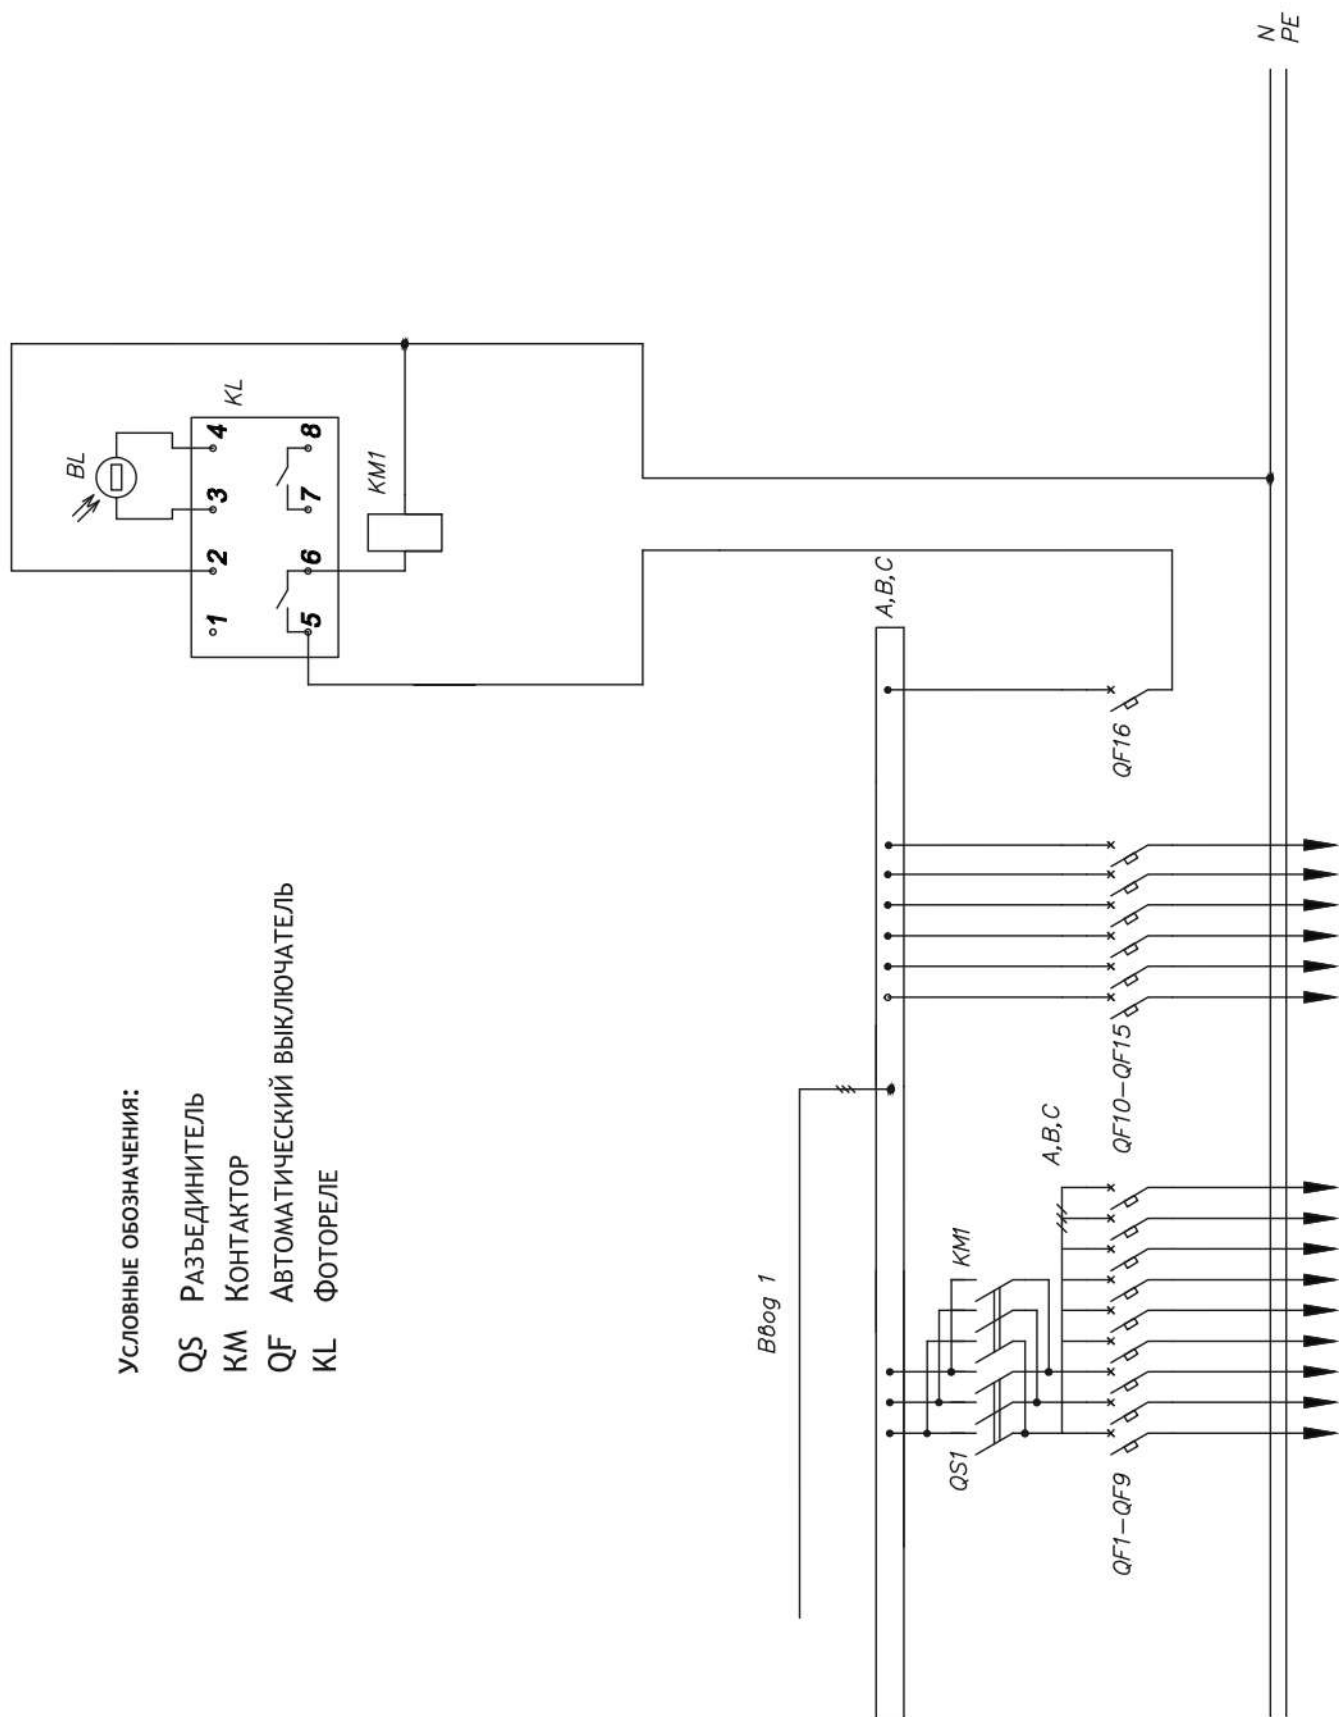 Условные обозначения:
QS Разъединитель
КМ Контактор
QF Автоматический выключатель
KL Фотореле
BL
KL
1 2 3 4
5 6 7 8
KM1
Ввод 1
A,B,C
QS1
KM1
A,B,C
QF1-QF9
QF10-QF15
QF16
N
PE